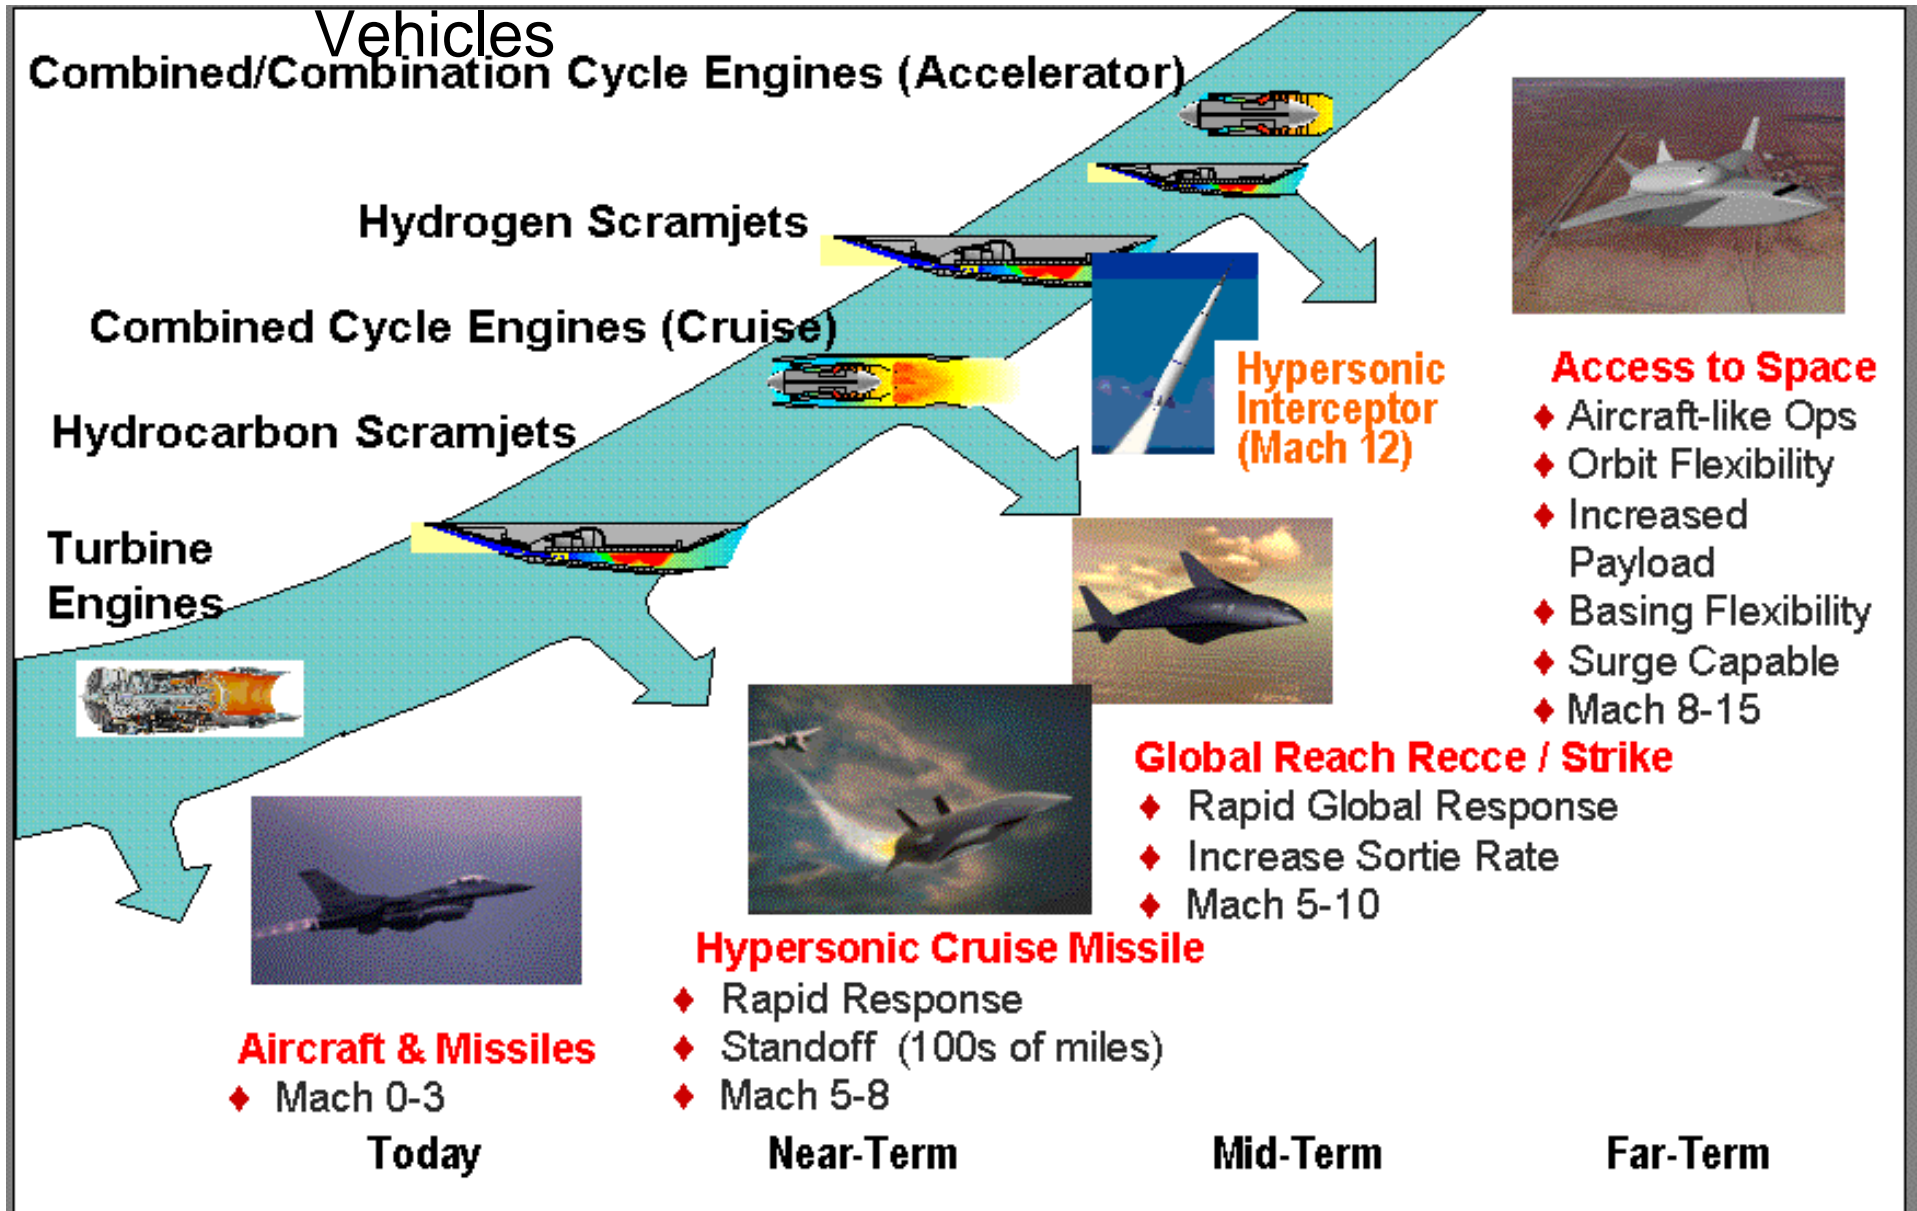 Vehicles
Combined/Combination Cycle Engines (Accelerator)
Hydrogen Scramjets
Combined Cycle Engines (Cruise)
Hydrocarbon Scramjets
Turbine
Engines
Hypersonic
Interceptor
(Mach 12)
Access to Space
♦ Aircraft-like Ops
♦ Orbit Flexibility
♦ Increased
Payload
♦ Basing Flexibility
♦ Surge Capable
♦ Mach 8-15
Global Reach Recce / Strike
♦ Rapid Global Response
♦ Increase Sortie Rate
♦ Mach 5-10
Hypersonic Cruise Missile
♦ Rapid Response
♦ Standoff (100s of miles)
♦ Mach 5-8
Aircraft & Missiles
♦ Mach 0-3
Today Near-Term Mid-Term Far-Term